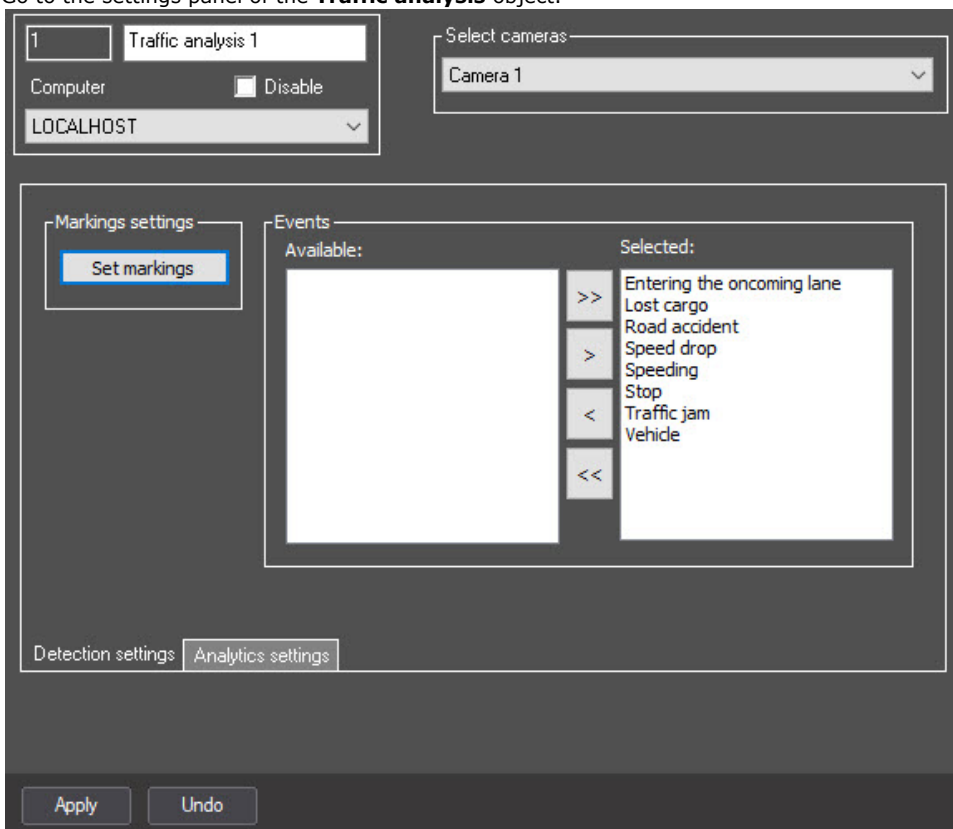 Go to the settings panel of the Traffic analysis object.
1
Traffic analysis 1
Computer
Disable
LOCALHOST
Select cameras
Camera 1
Markings settings
Set markings
Events
Available:
Selected:
>>
>
<
<<
Entering the oncoming lane
Lost cargo
Road accident
Speed drop
Speeding
Stop
Traffic jam
Vehicle
Detection settings
Analytics settings
Apply
Undo